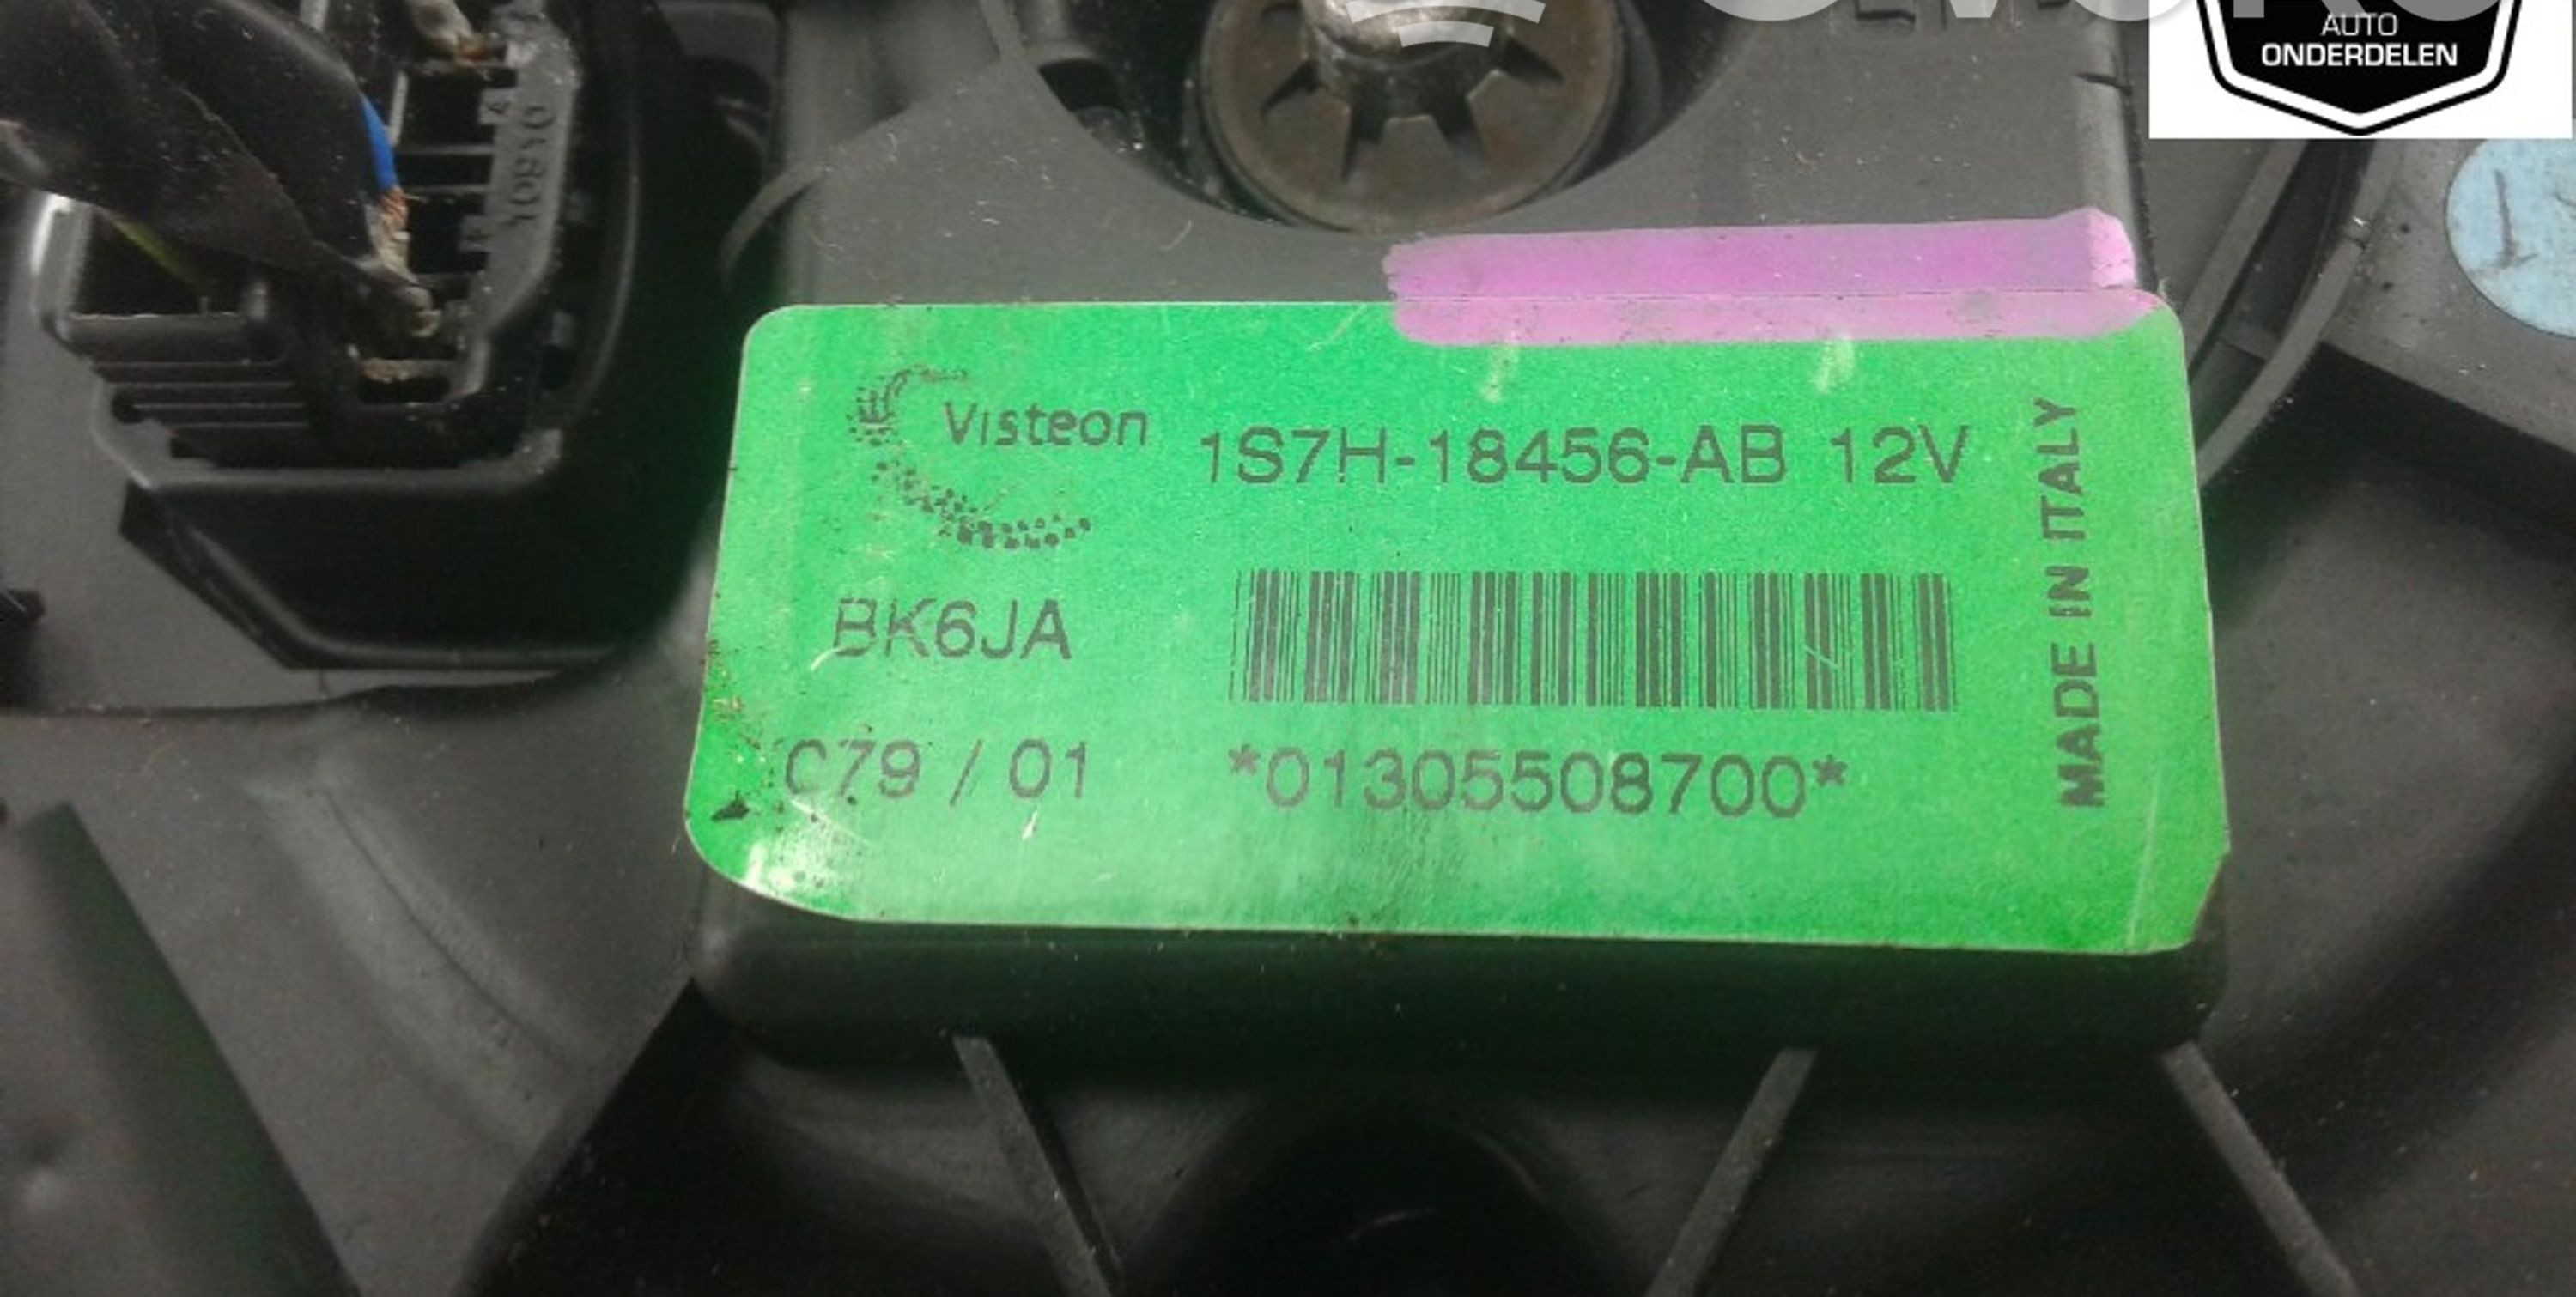 AUTO
ONDERDELEN
Visteon
1S7H-18456-AB 12V
BK6JA
C79 / 01
*01305508700*
MADE IN ITALY